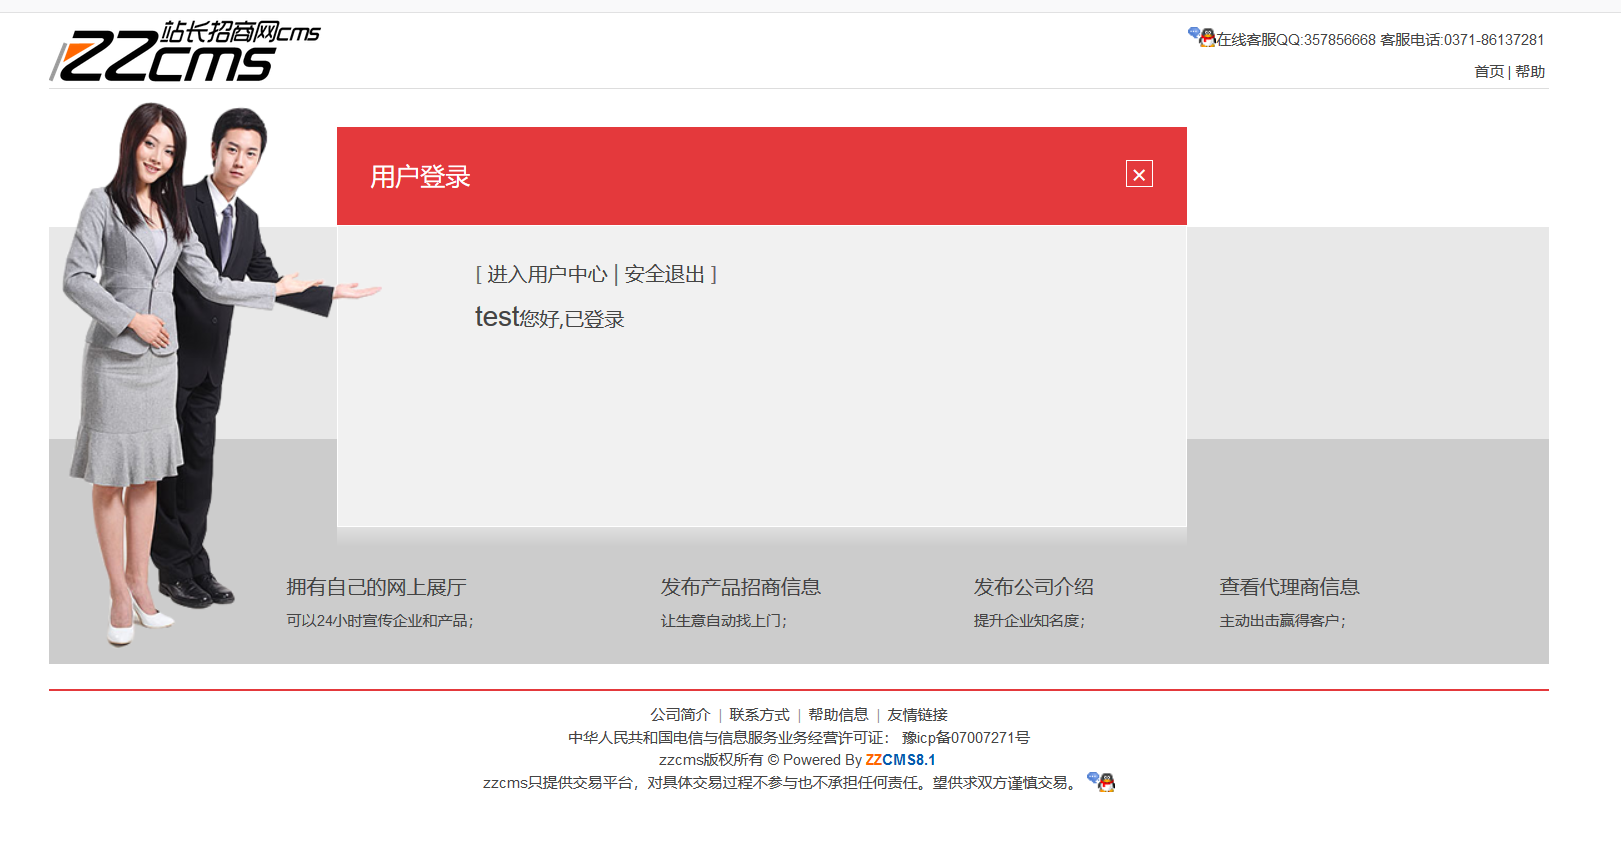 站长招商网cms
ZZcms
在线客服QQ:357856668 客服电话:0371-86137281
首页 | 帮助
用户登录
[ 进入用户中心 | 安全退出 ]
test您好,已登录
拥有自己的网上展厅
可以24小时宣传企业和产品；
发布产品招商信息
让生意自动找上门；
发布公司介绍
提升企业知名度；
查看代理商信息
主动出击赢得客户；
公司简介 | 联系方式 | 帮助信息 | 友情链接
中华人民共和国电信与信息服务业务经营许可证： 豫icp备07007271号
zzcms版权所有 © Powered By ZZCMS8.1
zzcms只提供交易平台，对具体交易过程不参与也不承担任何责任。望供求双方谨慎交易。